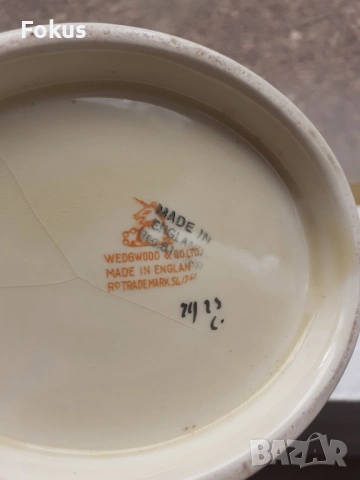 Fokus
MADE IN
ENGLAND
WEDGWOOD & CO. LTD.
MADE IN ENGLAND
RD TRADE MARK
BAZAR